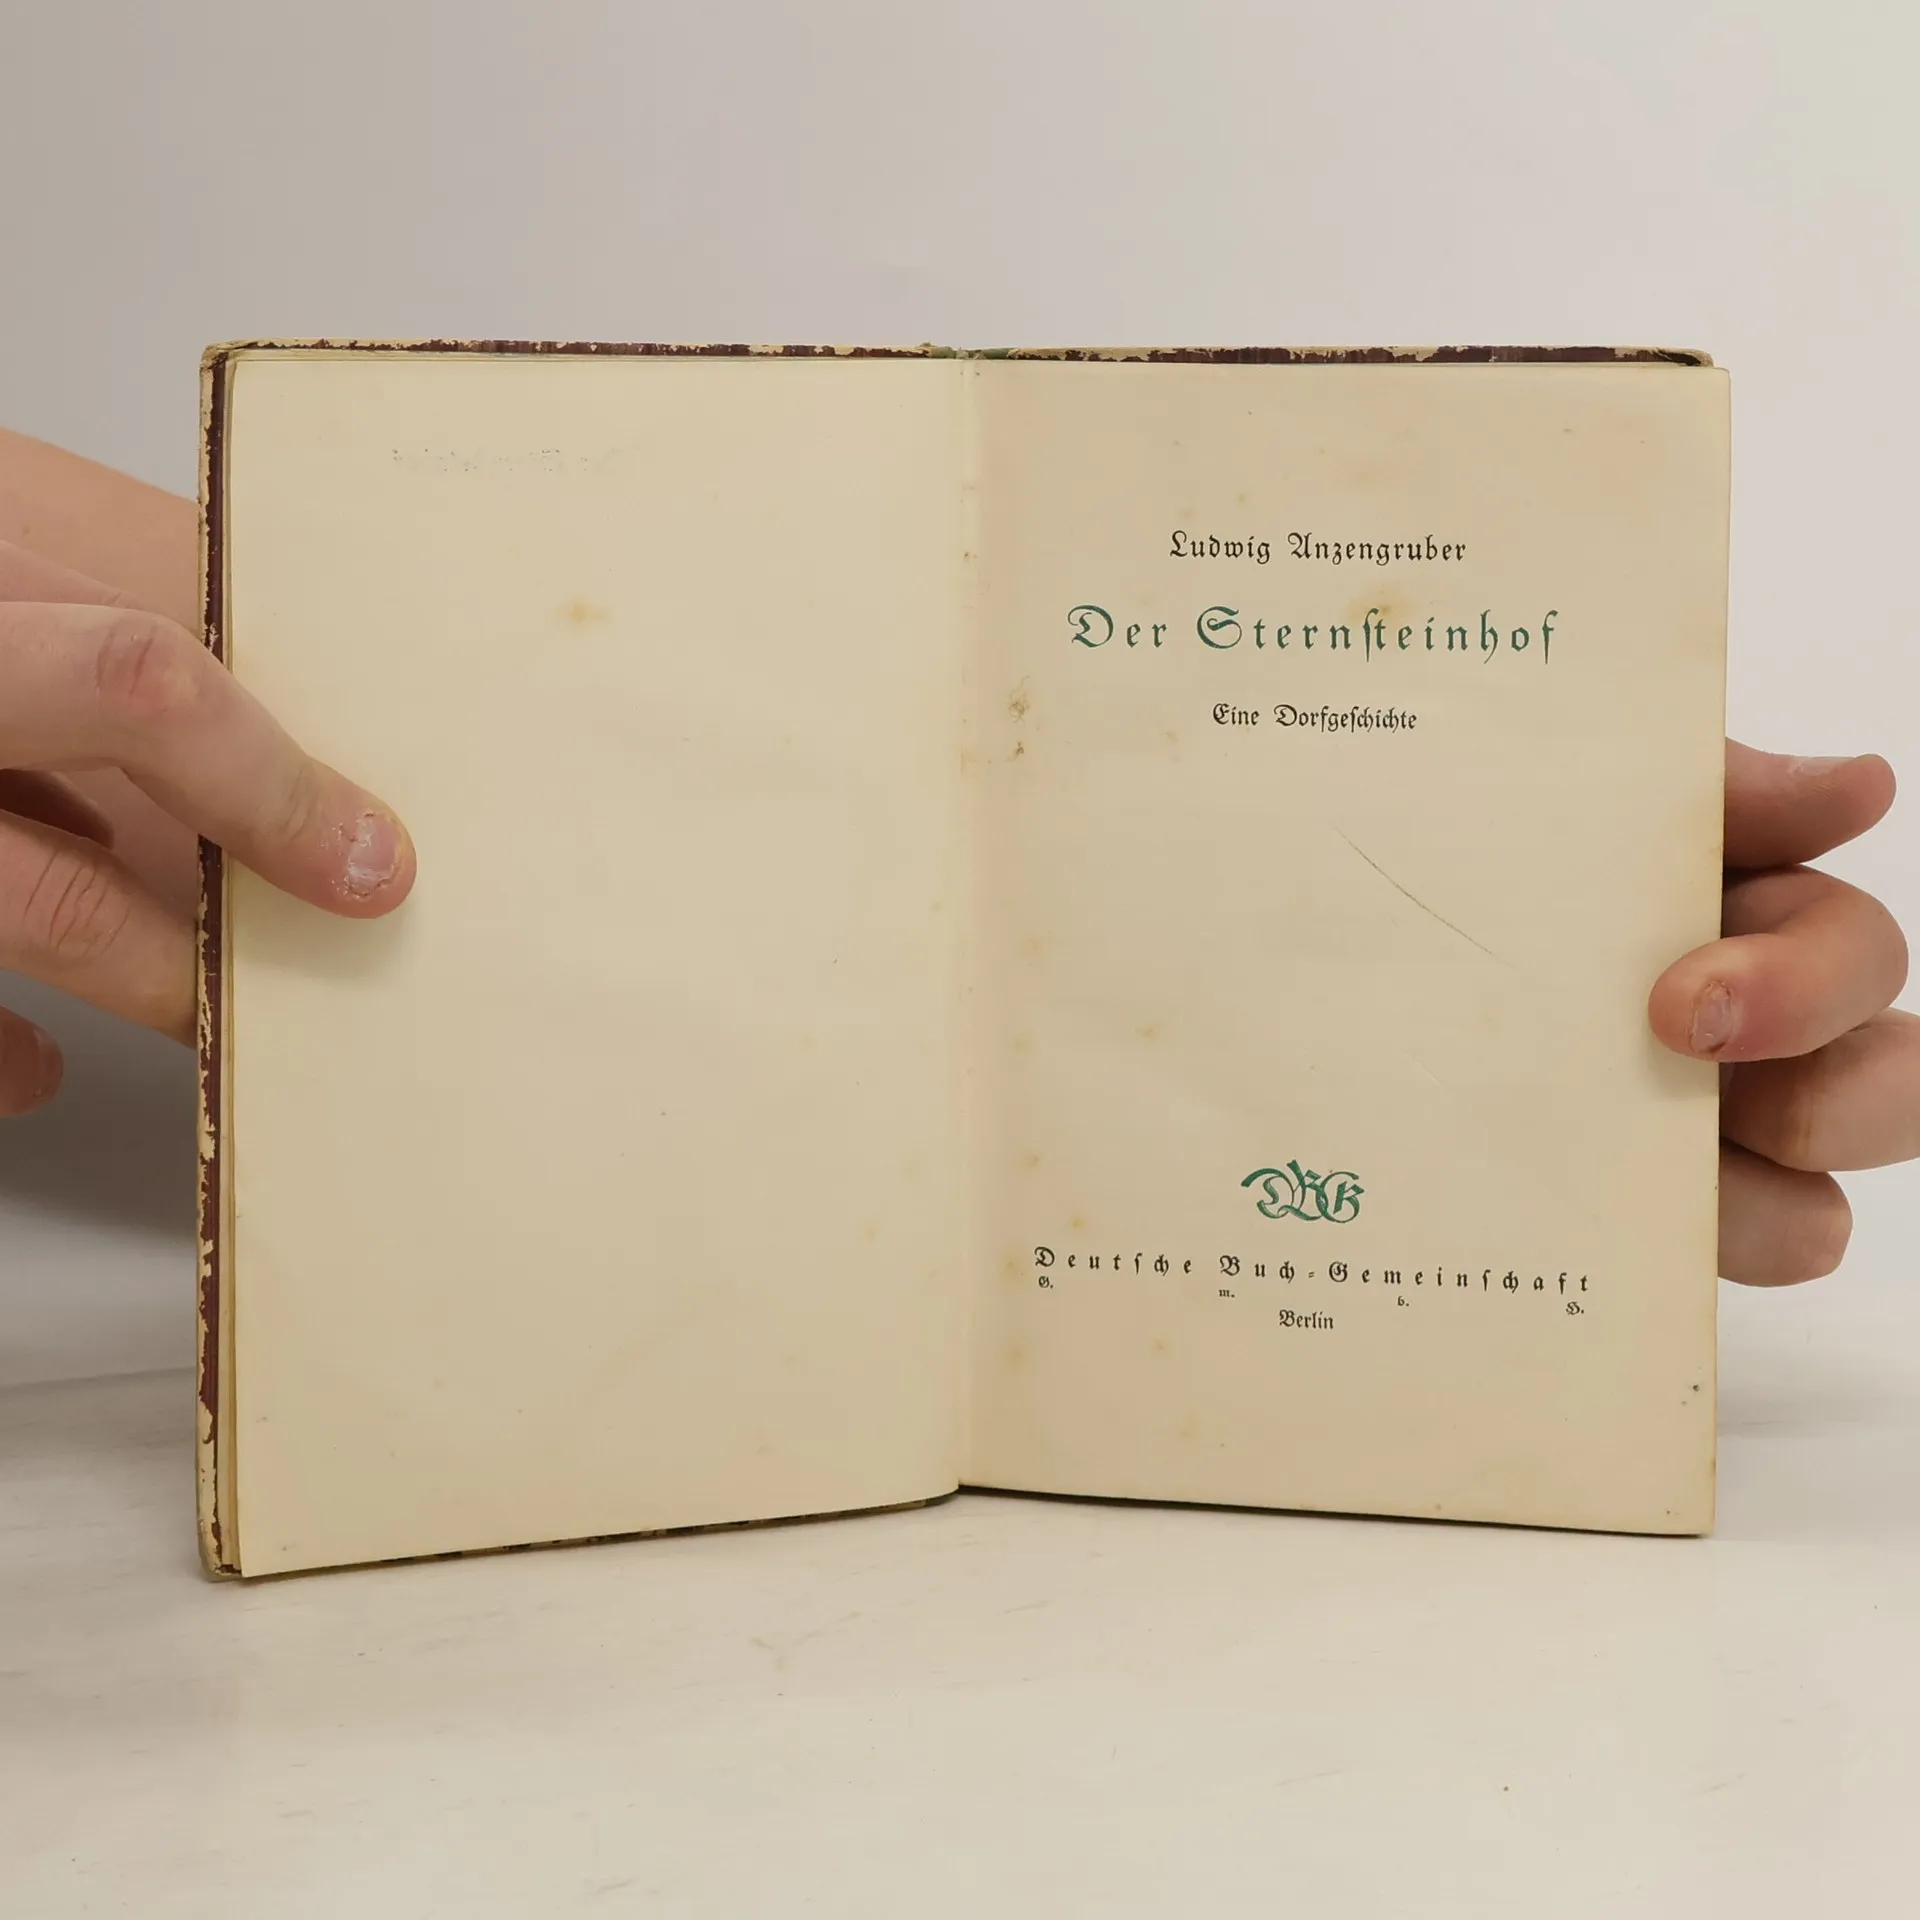 Ludwig Anzengruber
Der Sternſteinhof
Eine Dorfgeſchichte
DBG
Deutſche Buch-Gemeinſchaft
G. m. b. H.
Berlin